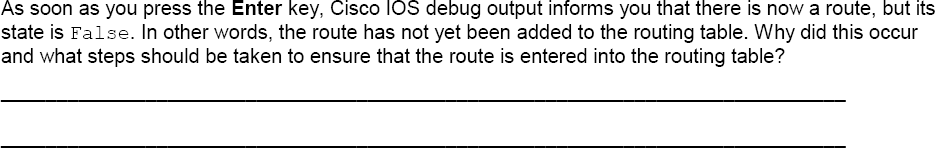 As soon as you press the Enter key, Cisco IOS debug output informs you that there is now a route, but its
state is False. In other words, the route has not yet been added to the routing table. Why did this occur
and what steps should be taken to ensure that the route is entered into the routing table?